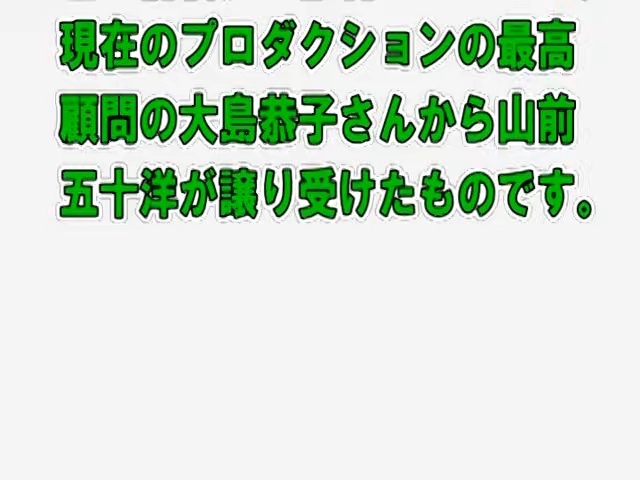 現在のプロダクションの最高
顧問の大島恭子さんから山前
五十洋が譲り受けたものです。